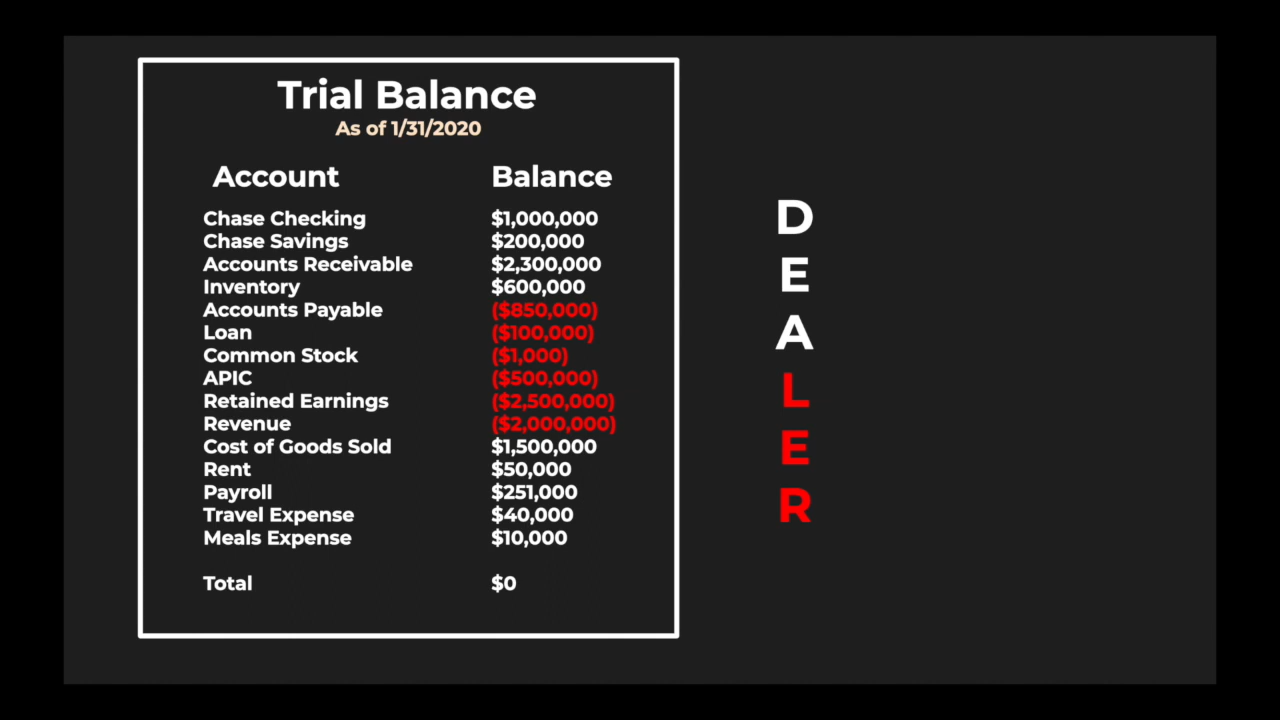 Trial Balance
As of 1/31/2020
Account Balance
Chase Checking $1,000,000
Chase Savings $200,000
Accounts Receivable $2,300,000
Inventory $600,000
Accounts Payable ($850,000)
Loan ($100,000)
Common Stock ($1,000)
APIC ($500,000)
Retained Earnings ($2,500,000)
Revenue ($2,000,000)
Cost of Goods Sold $1,500,000
Rent $50,000
Payroll $251,000
Travel Expense $40,000
Meals Expense $10,000
Total $0
D
E
A
L
E
R